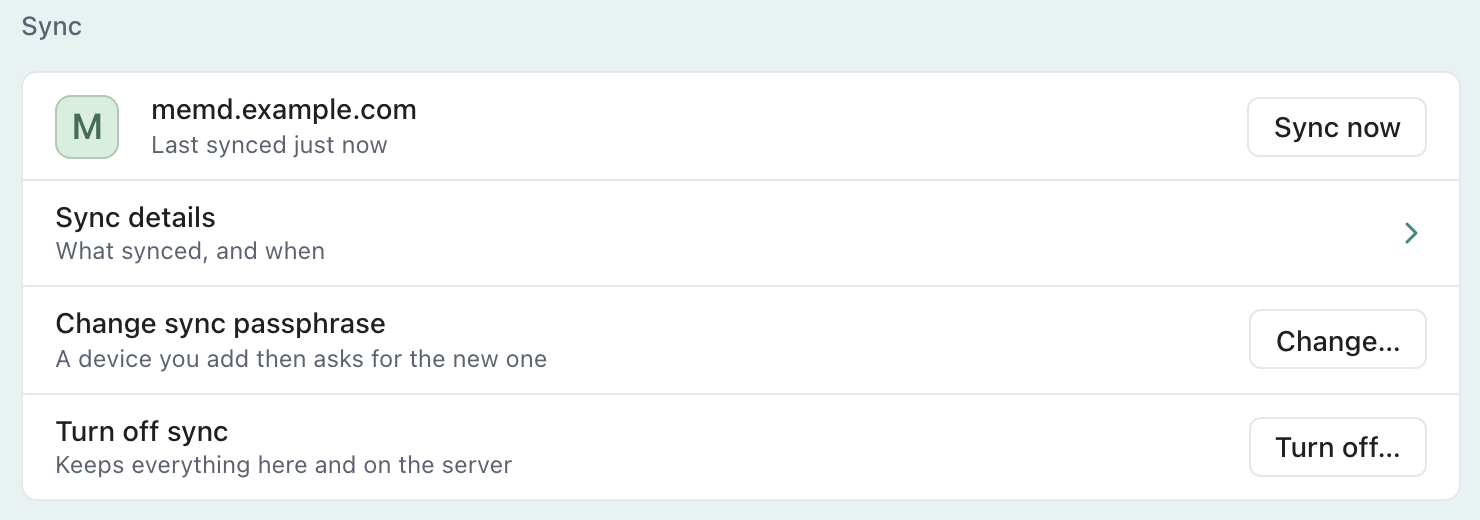 Sync
M
memd.example.com
Last synced just now
Sync now
Sync details
What synced, and when
Change sync passphrase
A device you add then asks for the new one
Change...
Turn off sync
Keeps everything here and on the server
Turn off...